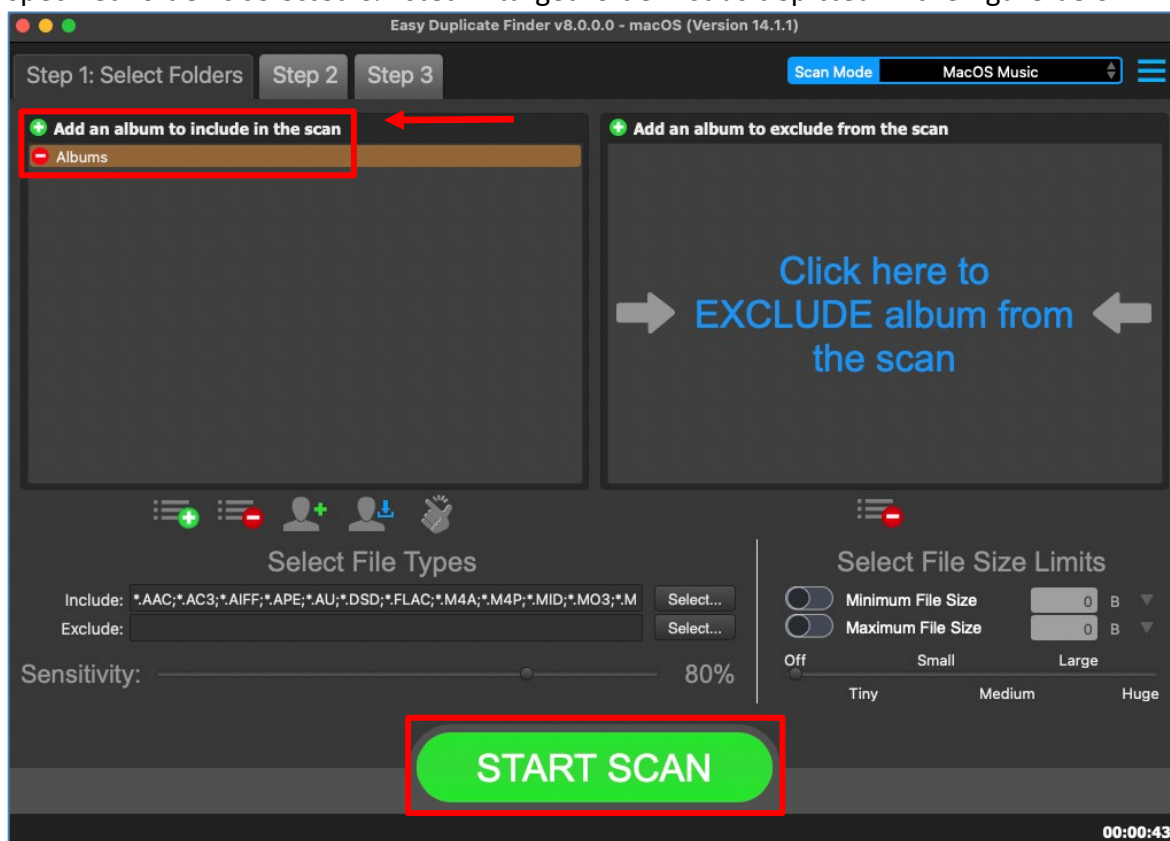 Easy Duplicate Finder v8.0.0.0 - macOS (Version 14.1.1)
Step 1: Select Folders Step 2 Step 3 Scan Mode MacOS Music
Add an album to include in the scan
Albums
Add an album to exclude from the scan
Click here to
EXCLUDE album from
the scan
Select File Types
Include: *.AAC;*.AC3;*.AIFF;*.APE;*.AU;*.DSD;*.FLAC;*.M4A;*.M4P;*.MID;*.MO3;*.M Select...
Exclude: Select...
Sensitivity: 80%
Select File Size Limits
Minimum File Size 0 B
Maximum File Size 0 B
Off Small Large
Tiny Medium Huge
START SCAN
00:00:43